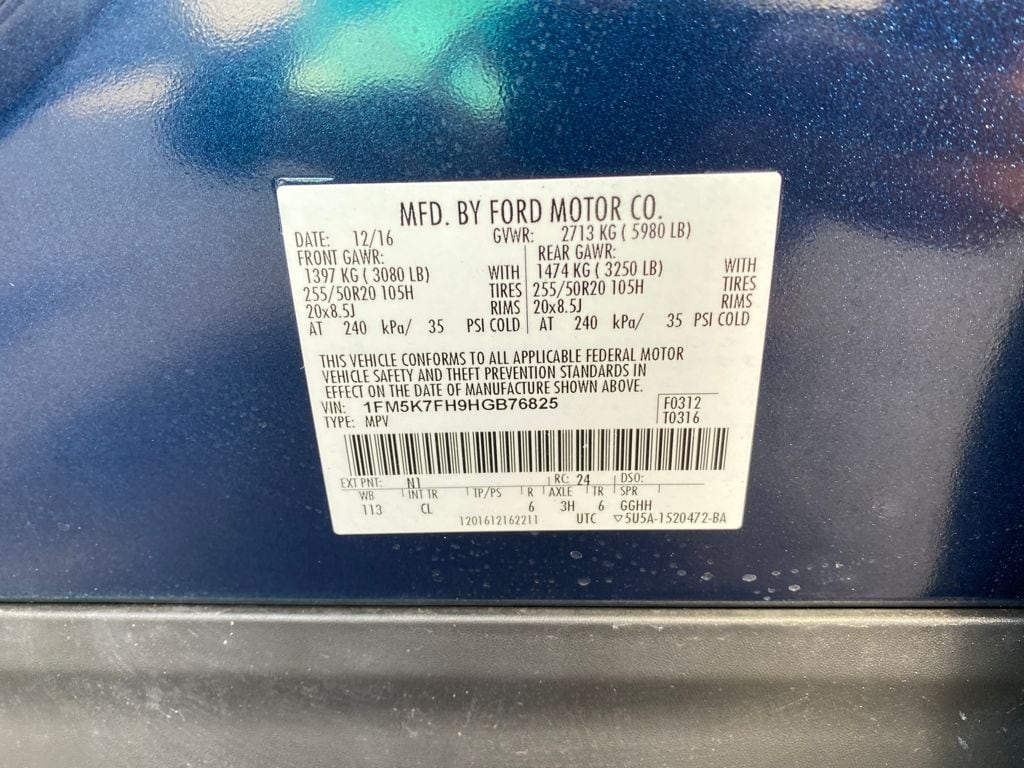 MFD. BY FORD MOTOR CO.
DATE: 12/16 GVWR: 2713 KG ( 5980 LB)
FRONT GAWR: REAR GAWR:
1397 KG ( 3080 LB) WITH 1474 KG ( 3250 LB) WITH
255/50R20 105H TIRES 255/50R20 105H TIRES
20x8.5J RIMS 20x8.5J RIMS
AT 240 kPa/ 35 PSI COLD AT 240 kPa/ 35 PSI COLD
THIS VEHICLE CONFORMS TO ALL APPLICABLE FEDERAL MOTOR
VEHICLE SAFETY AND THEFT PREVENTION STANDARDS IN
EFFECT ON THE DATE OF MANUFACTURE SHOWN ABOVE.
VIN: 1FM5K7FH9HGB76825 F0312
TYPE: MPV T0316
EXT PNT: N1 RC: 24 DSO:
WB INT TR TP/PS R AXLE TR SPR
113 CL 6 3H 6 GGHH
1201612162211 UTC ▽5U5A-1520472-BA